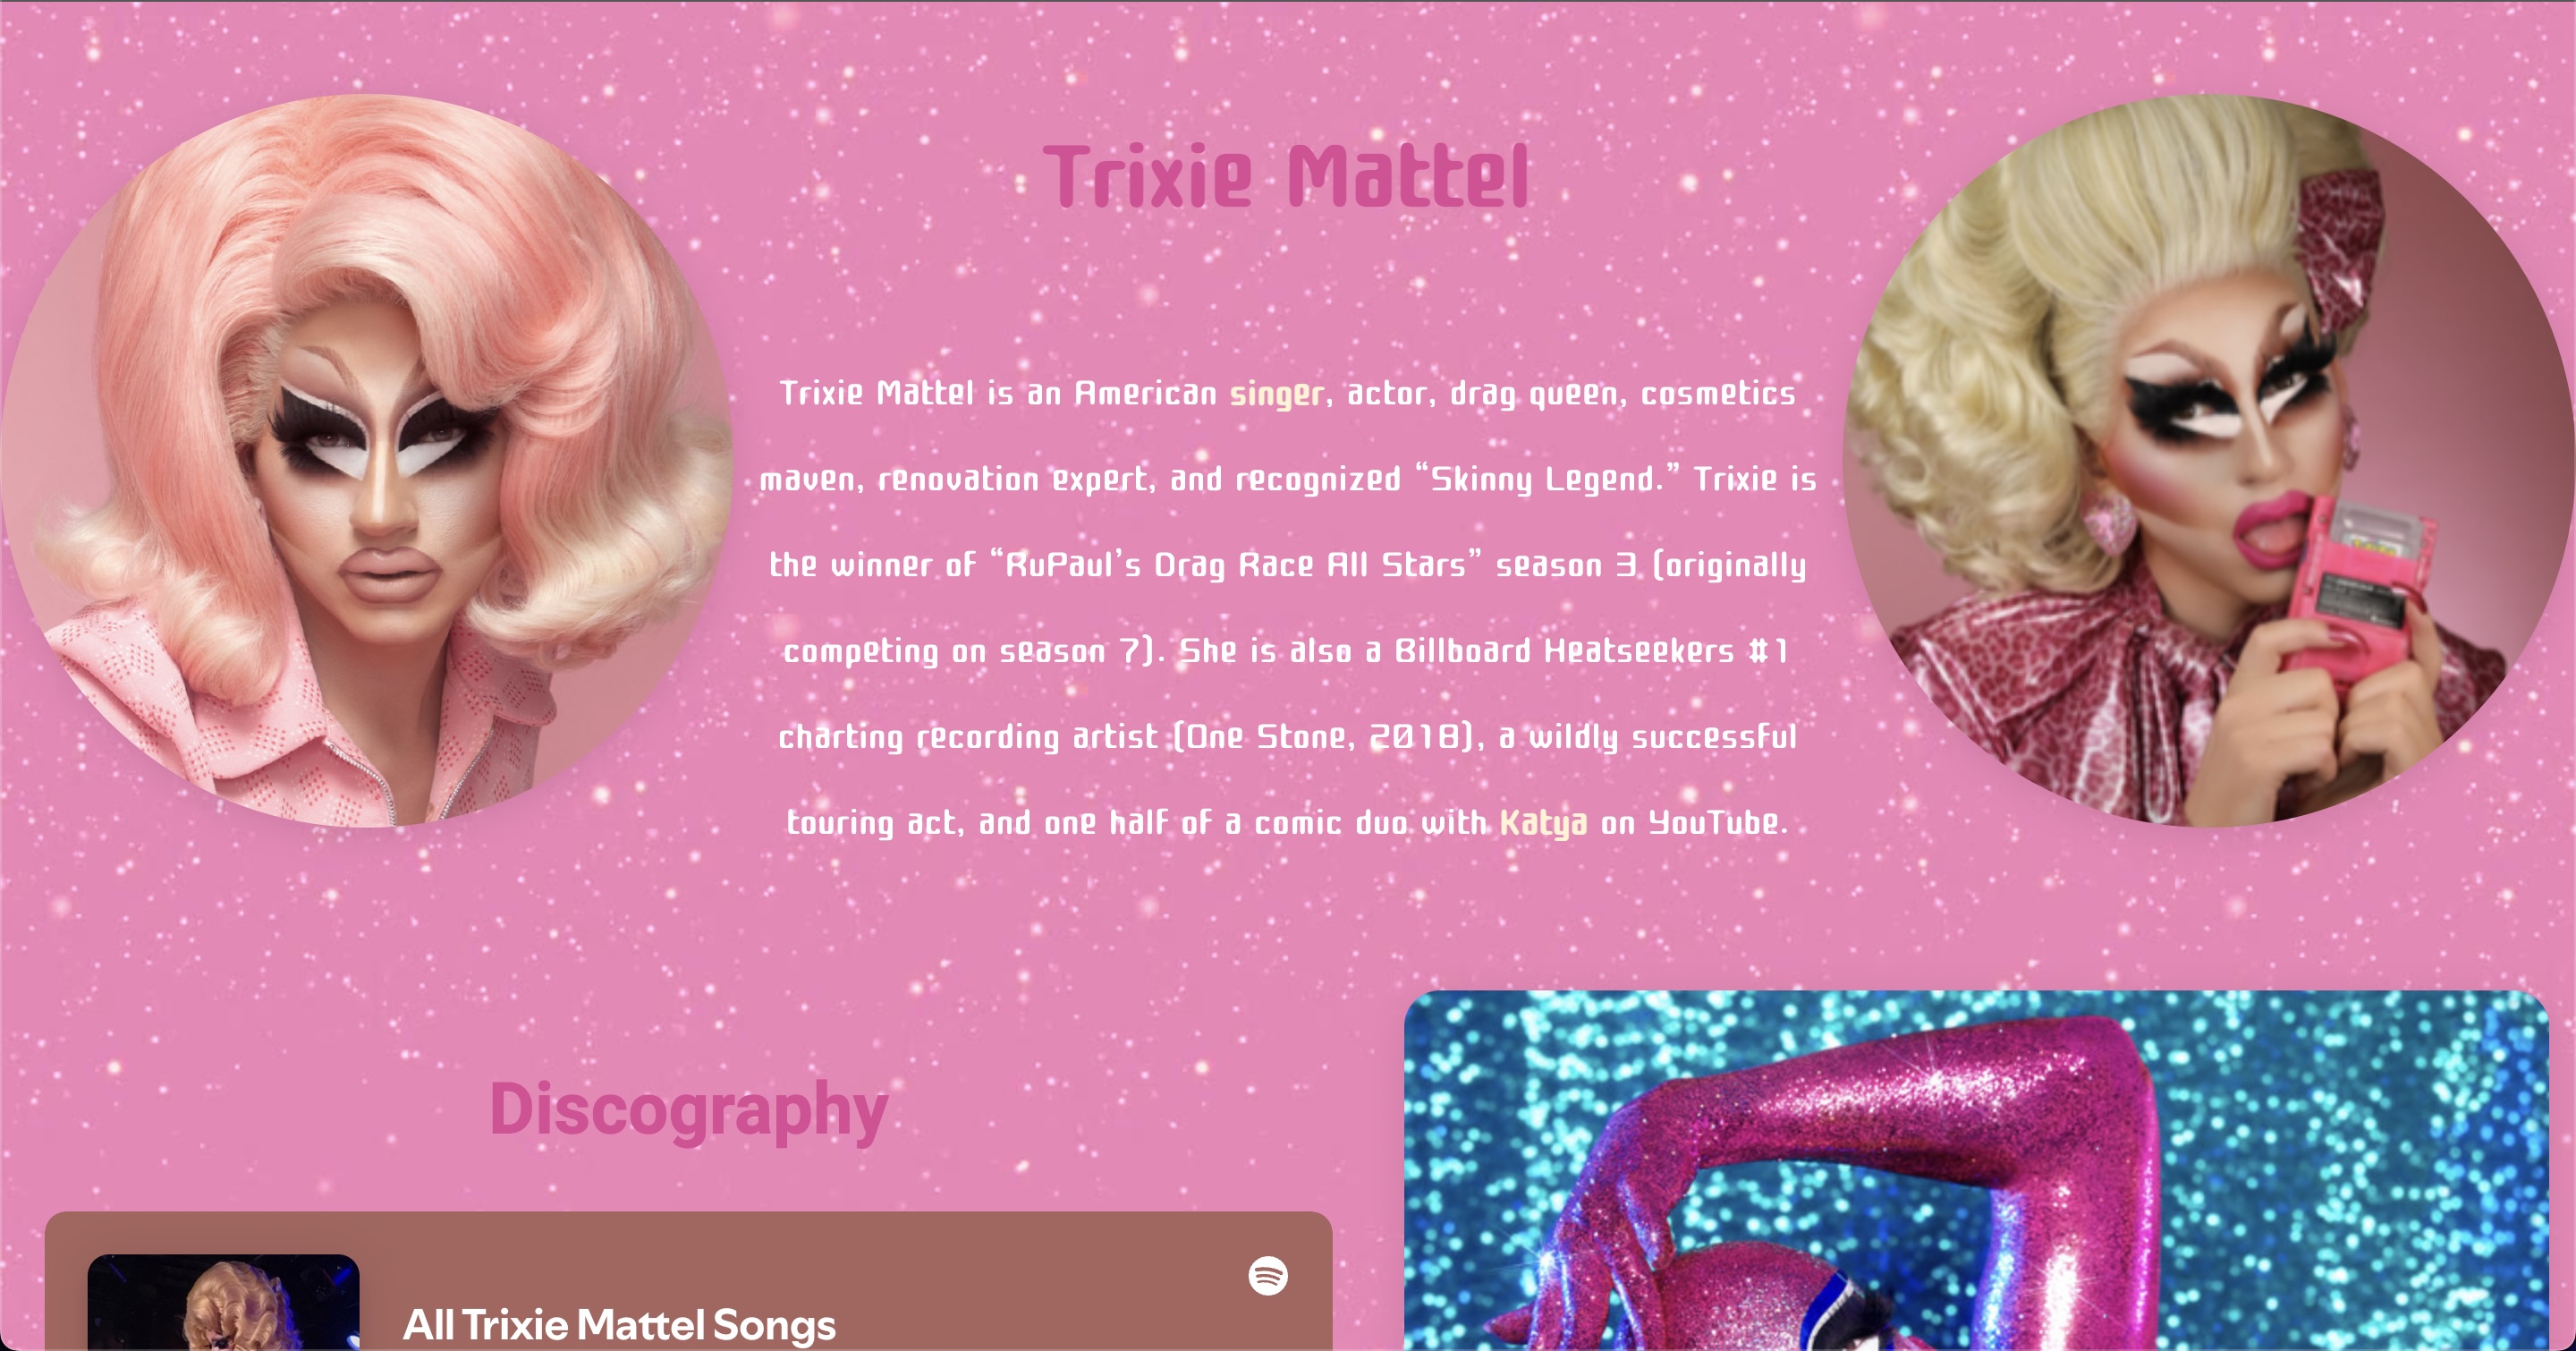 Trixie Mattel
Trixie Mattel is an American singer, actor, drag queen, cosmetics
maven, renovation expert, and recognized “Skinny Legend.” Trixie is
the winner of “RuPaul’s Drag Race All Stars” season 3 (originally
competing on season 7). She is also a Billboard Heatseekers #1
charting recording artist (One Stone, 2018), a wildly successful
touring act, and one half of a comic duo with Katya on YouTube.
Discography
All Trixie Mattel Songs